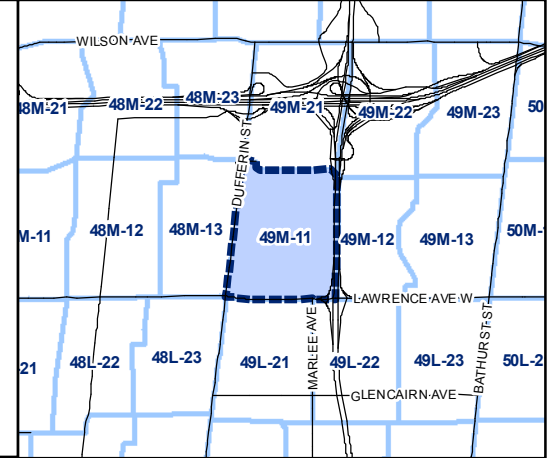 WILSON AVE
48M-21
48M-22
48M-23
49M-21
49M-22
49M-23
50
DUFFERIN ST
M-11
48M-12
48M-13
49M-11
49M-12
49M-13
50M-
LAWRENCE AVE W
21
48L-22
48L-23
49L-21
MARLEE AVE
49L-22
49L-23
BATHURST ST
50L-2
GLENCAIRN AVE